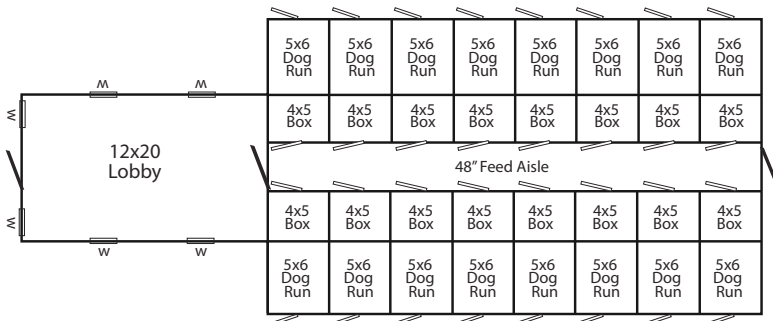 5x6 5x6 5x6 5x6 5x6 5x6 5x6 5x6
Dog Dog Dog Dog Dog Dog Dog Dog
Run Run Run Run Run Run Run Run
W W
4x5 4x5 4x5 4x5 4x5 4x5 4x5 4x5
Box Box Box Box Box Box Box Box
W
12x20
Lobby
48” Feed Aisle
W
4x5 4x5 4x5 4x5 4x5 4x5 4x5 4x5
Box Box Box Box Box Box Box Box
W W
5x6 5x6 5x6 5x6 5x6 5x6 5x6 5x6
Dog Dog Dog Dog Dog Dog Dog Dog
Run Run Run Run Run Run Run Run